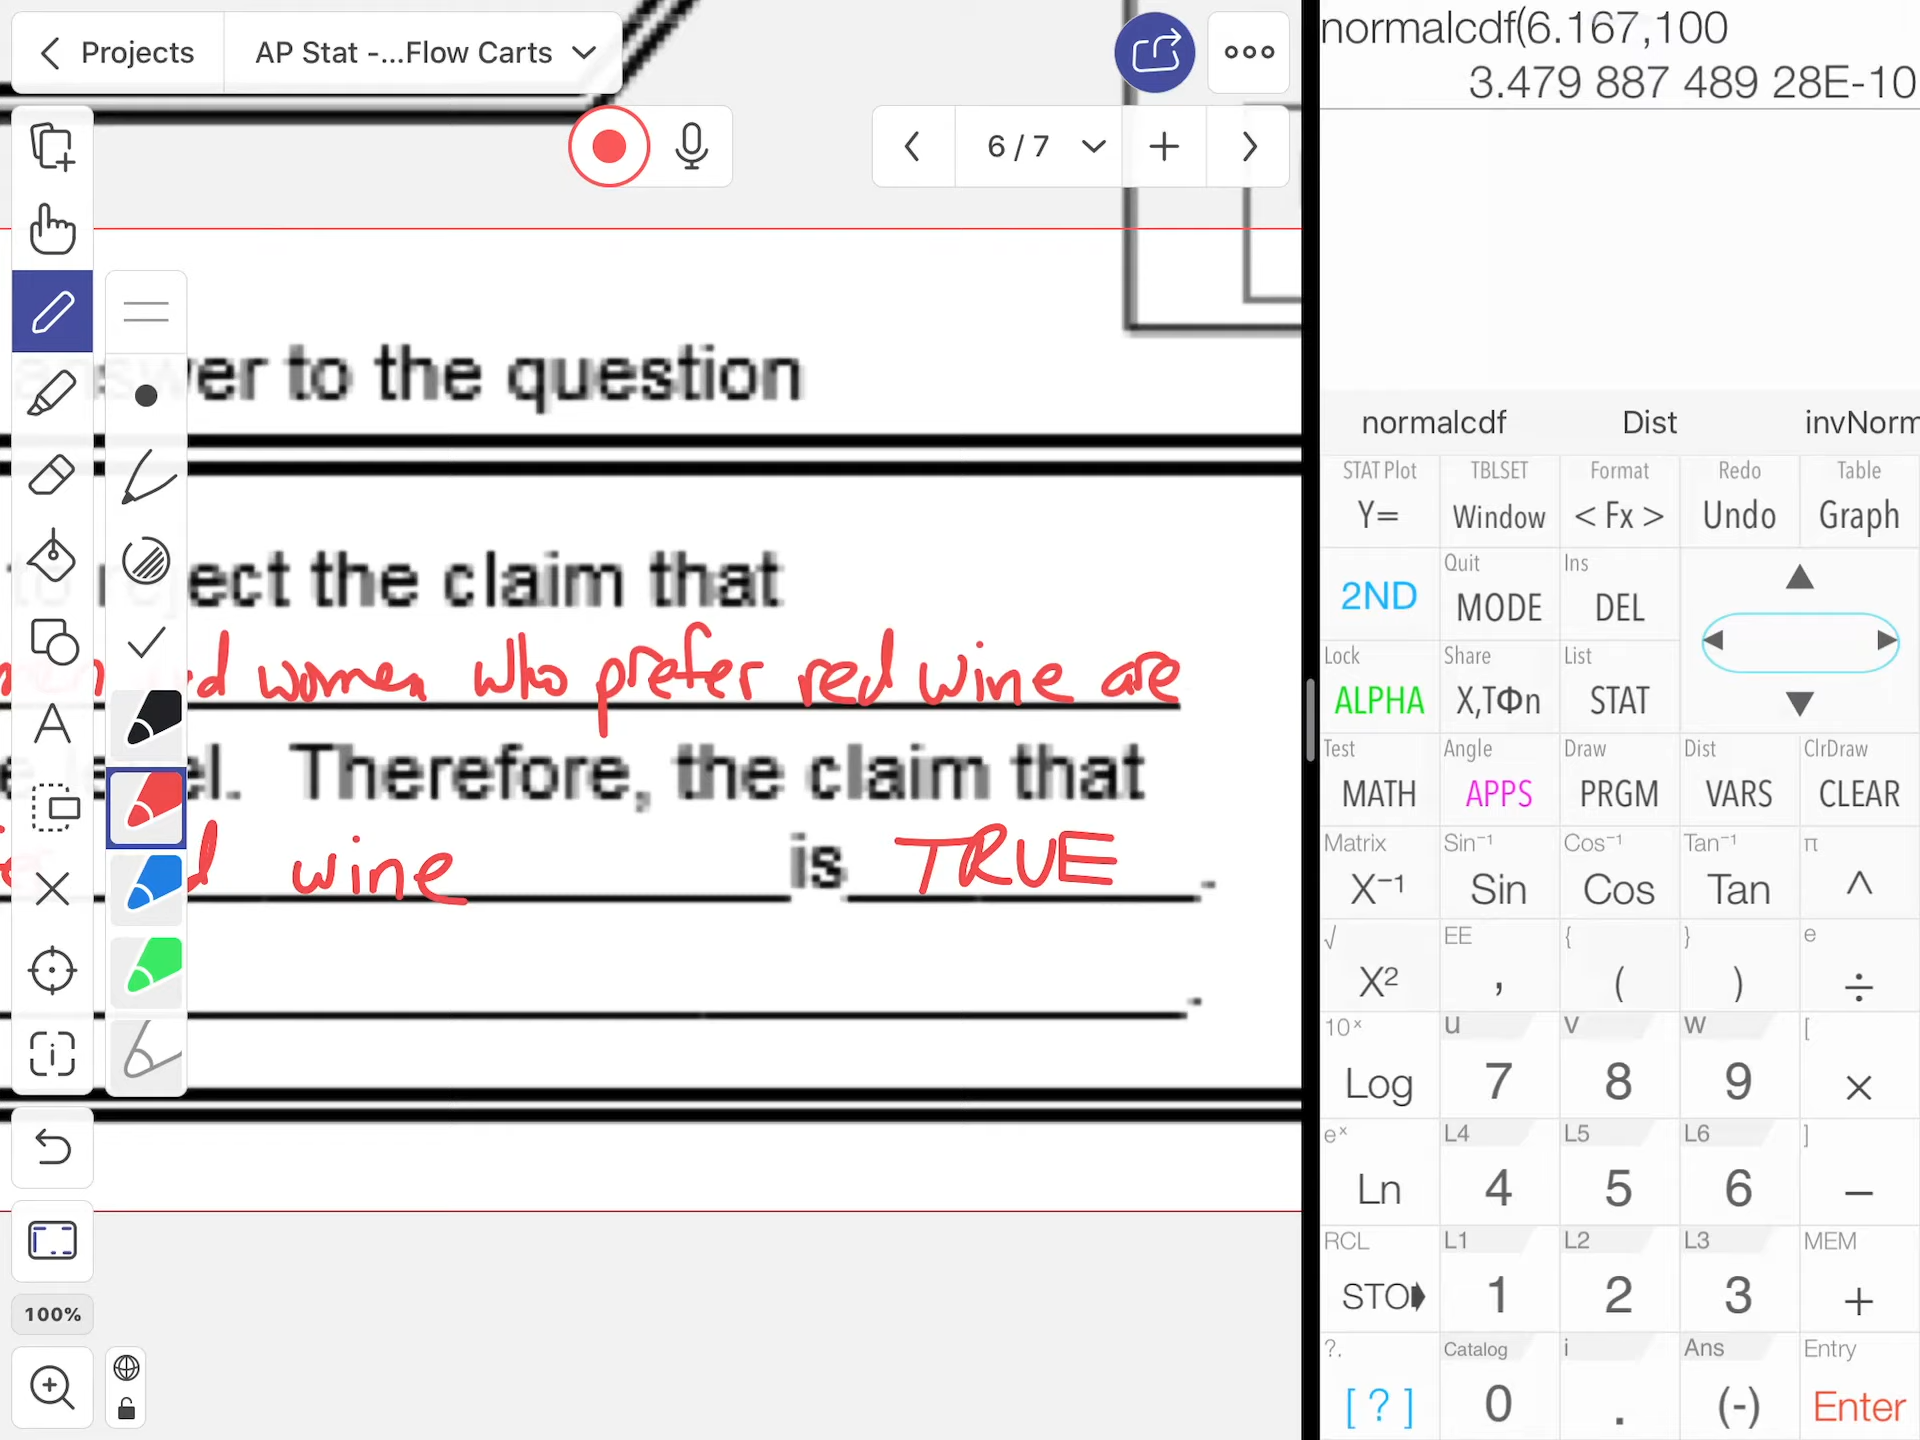 Projects
AP Stat -...Flow Carts
6 / 7
answer to the question
to reject the claim that
women who prefer red wine are
Therefore, the claim that
wine is TRUE.
100%
normalcdf(6.167,100
3.479 887 489 28E-10
normalcdf Dist invNorm
STAT Plot TBLSET Format Redo Table
Y= Window < Fx > Undo Graph
Quit Ins
2ND MODE DEL
Lock Share List
ALPHA X,TΦn STAT
Test Angle Draw Dist ClrDraw
MATH APPS PRGM VARS CLEAR
Matrix Sin⁻¹ Cos⁻¹ Tan⁻¹ π
X⁻¹ Sin Cos Tan ^
√ EE { } e
X² , ( ) ÷
10ˣ u v w [
Log 7 8 9 ×
eˣ L4 L5 L6 ]
Ln 4 5 6 −
RCL L1 L2 L3 MEM
STO 1 2 3 +
?. Catalog i Ans Entry
[ ? ] 0 . (-) Enter